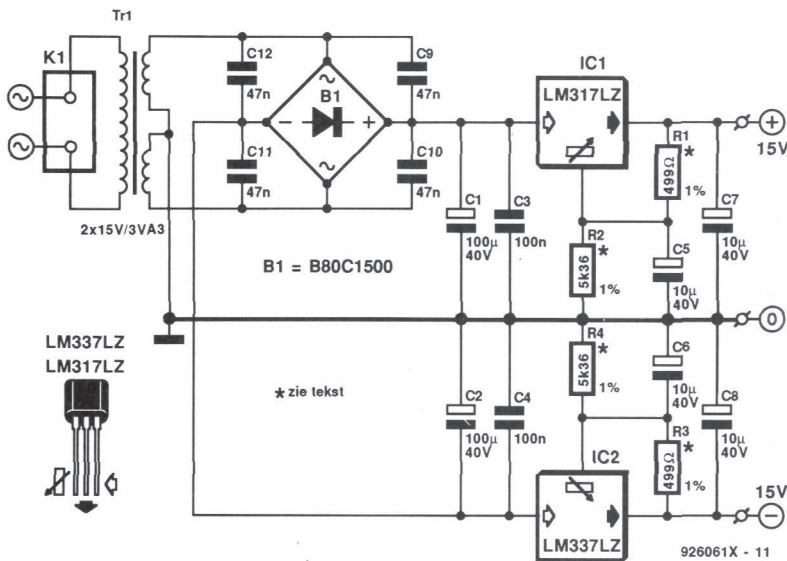 Tr1
K1
C12
47n
C9
47n
B1
~
− +
~
C11
47n
C10
47n
2x15V/3VA3
B1 = B80C1500
IC1
LM317LZ
R1
*
499Ω
1%
+
15V
C1
100µ
40V
C3
100n
R2
*
5k36
1%
C5
10µ
40V
C7
10µ
40V
0
LM337LZ
LM317LZ
* zie tekst
C2
100µ
40V
C4
100n
R4
*
5k36
1%
C6
10µ
40V
C8
10µ
40V
R3
*
499Ω
1%
IC2
LM337LZ
15V
−
926061X - 11